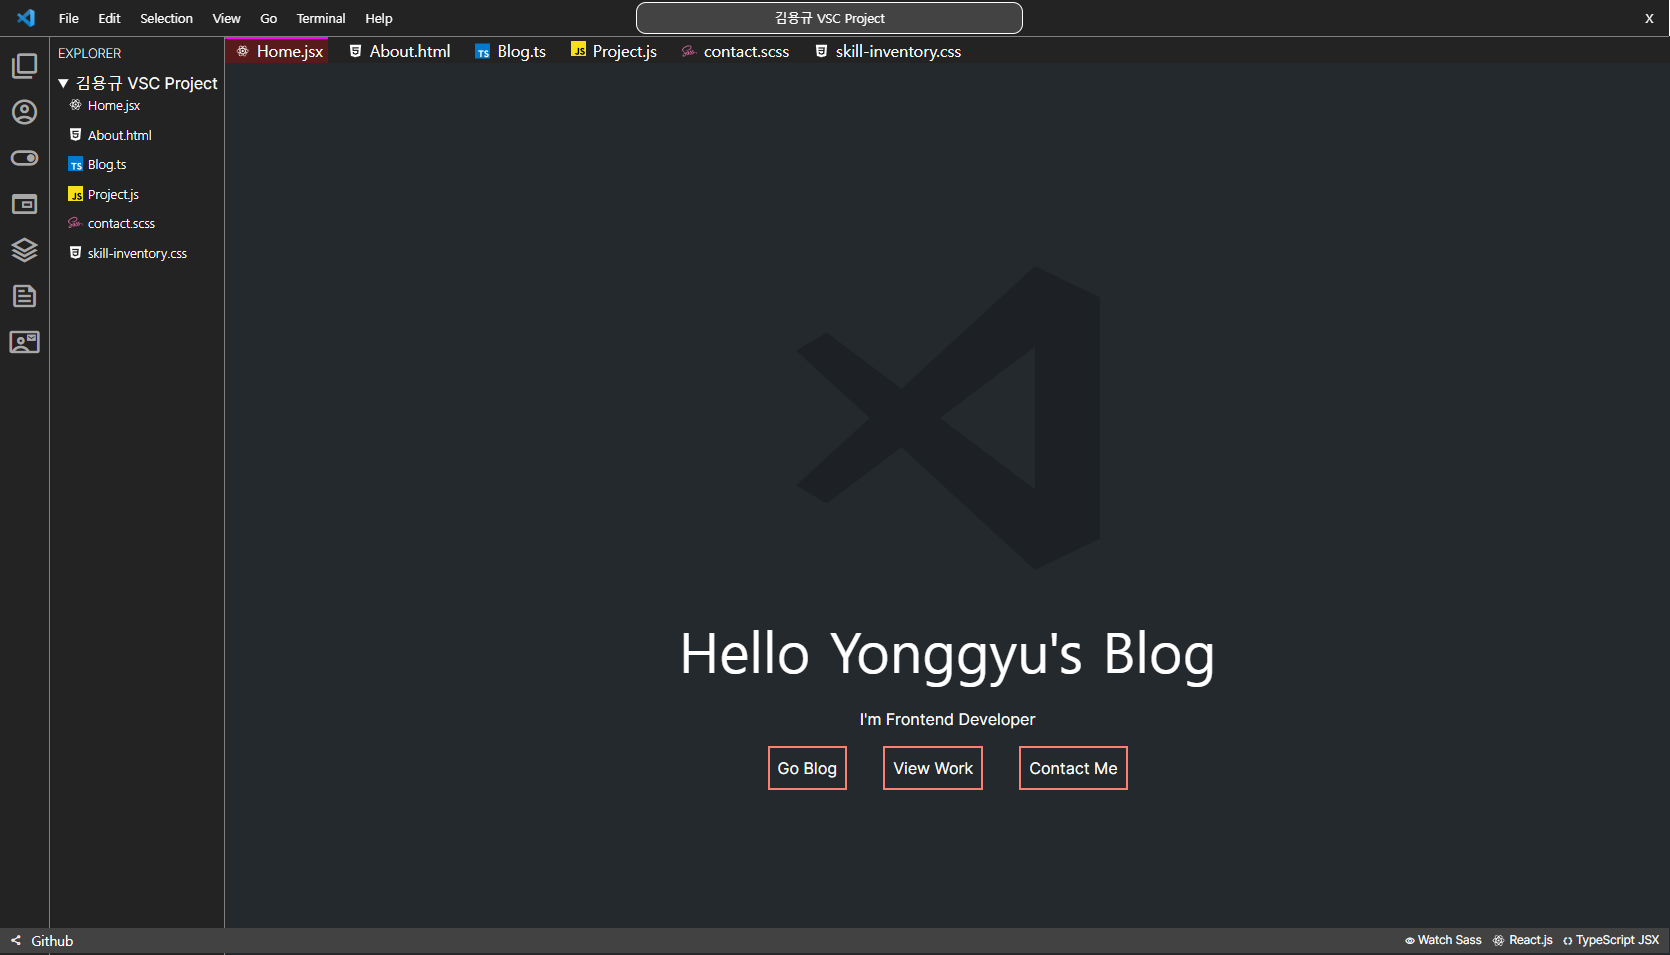 File Edit Selection View Go Terminal Help
김용규 VSC Project
X
EXPLORER
▼ 김용규 VSC Project
Home.jsx
About.html
TS Blog.ts
JS Project.js
contact.scss
skill-inventory.css
Home.jsx About.html TS Blog.ts JS Project.js contact.scss skill-inventory.css
Hello Yonggyu's Blog
I'm Frontend Developer
Go Blog View Work Contact Me
Github
Watch Sass React.js TypeScript JSX